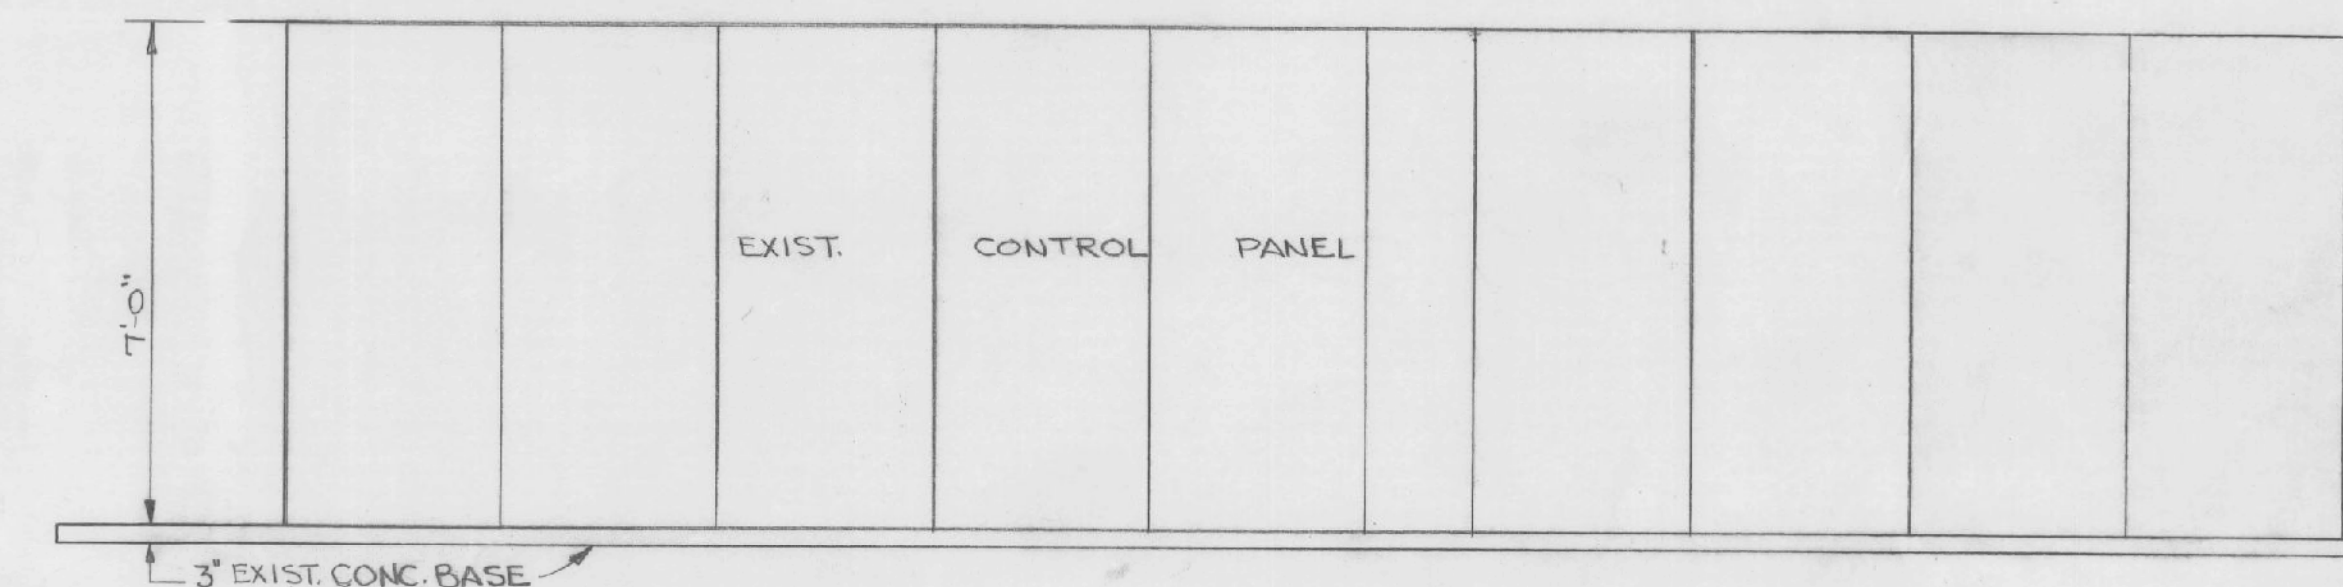 EXIST. CONTROL PANEL
7'-0"
3" EXIST. CONC. BASE